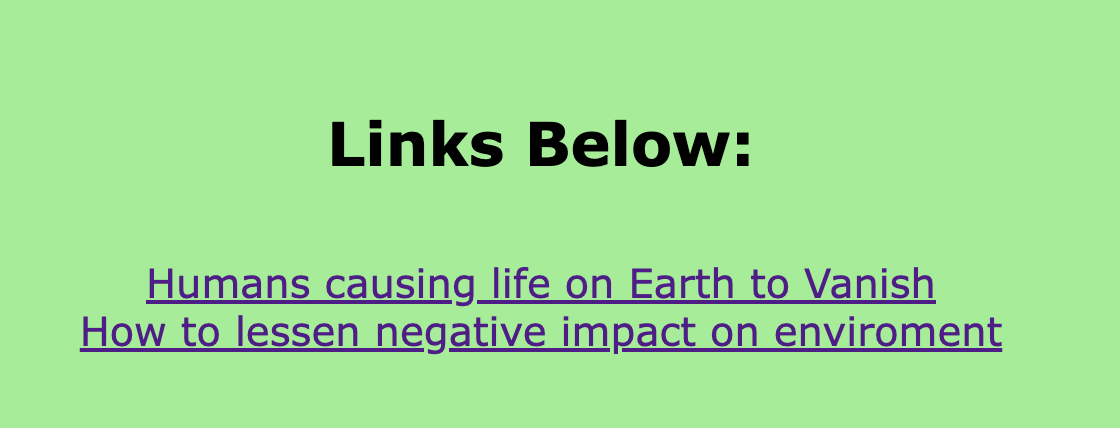 Links Below:
Humans causing life on Earth to Vanish
How to lessen negative impact on enviroment